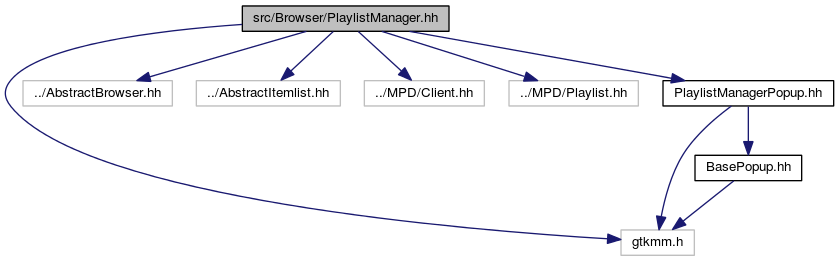 src/Browser/PlaylistManager.hh
../AbstractBrowser.hh
../AbstractItemlist.hh
../MPD/Client.hh
../MPD/Playlist.hh
PlaylistManagerPopup.hh
BasePopup.hh
gtkmm.h